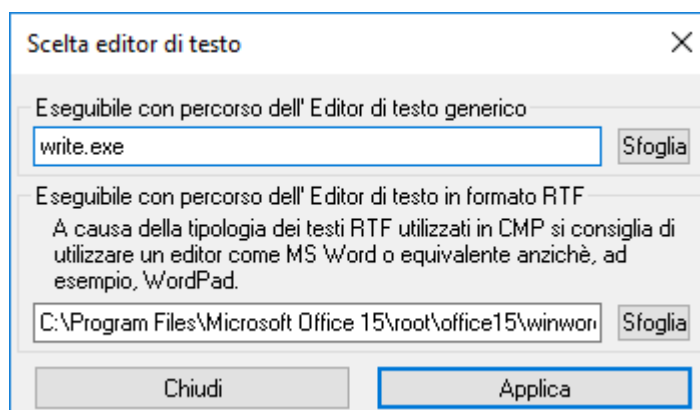 Scelta editor di testo
Eseguibile con percorso dell' Editor di testo generico
write.exe
Sfoglia
Eseguibile con percorso dell' Editor di testo in formato RTF
A causa della tipologia dei testi RTF utilizzati in CMP si consiglia di
utilizzare un editor come MS Word o equivalente anzichè, ad
esempio, WordPad.
C:\Program Files\Microsoft Office 15\root\office15\winwor
Sfoglia
Chiudi
Applica